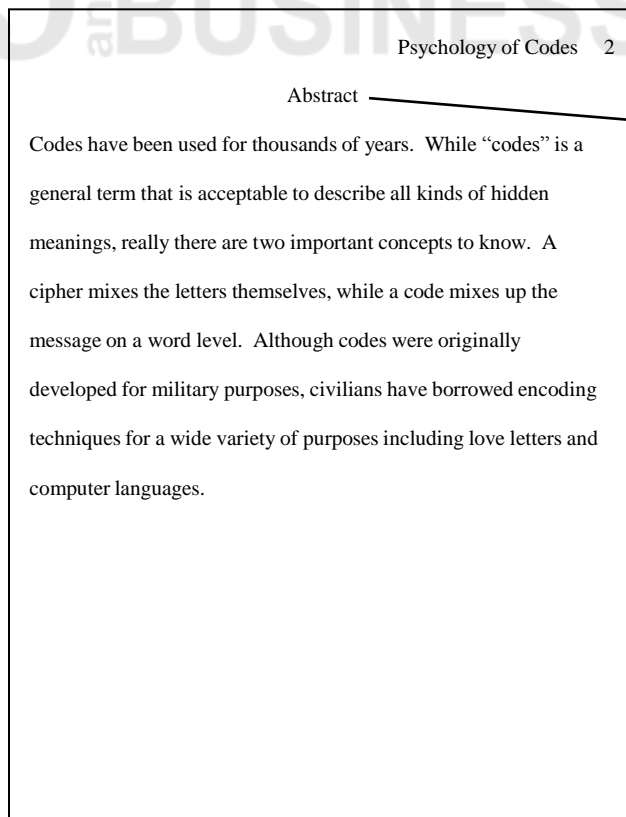 an BUSINESS
Psychology of Codes 2
Abstract
Codes have been used for thousands of years. While “codes” is a
general term that is acceptable to describe all kinds of hidden
meanings, really there are two important concepts to know. A
cipher mixes the letters themselves, while a code mixes up the
message on a word level. Although codes were originally
developed for military purposes, civilians have borrowed encoding
techniques for a wide variety of purposes including love letters and
computer languages.